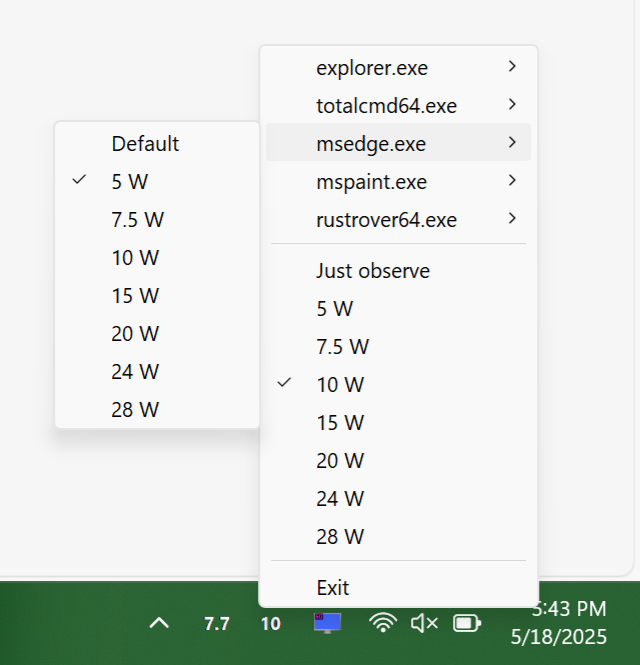 explorer.exe
totalcmd64.exe
msedge.exe
mspaint.exe
rustrover64.exe
Default
5 W
7.5 W
10 W
15 W
20 W
24 W
28 W
Just observe
5 W
7.5 W
10 W
15 W
20 W
24 W
28 W
Exit
7.7
10
5:43 PM
5/18/2025